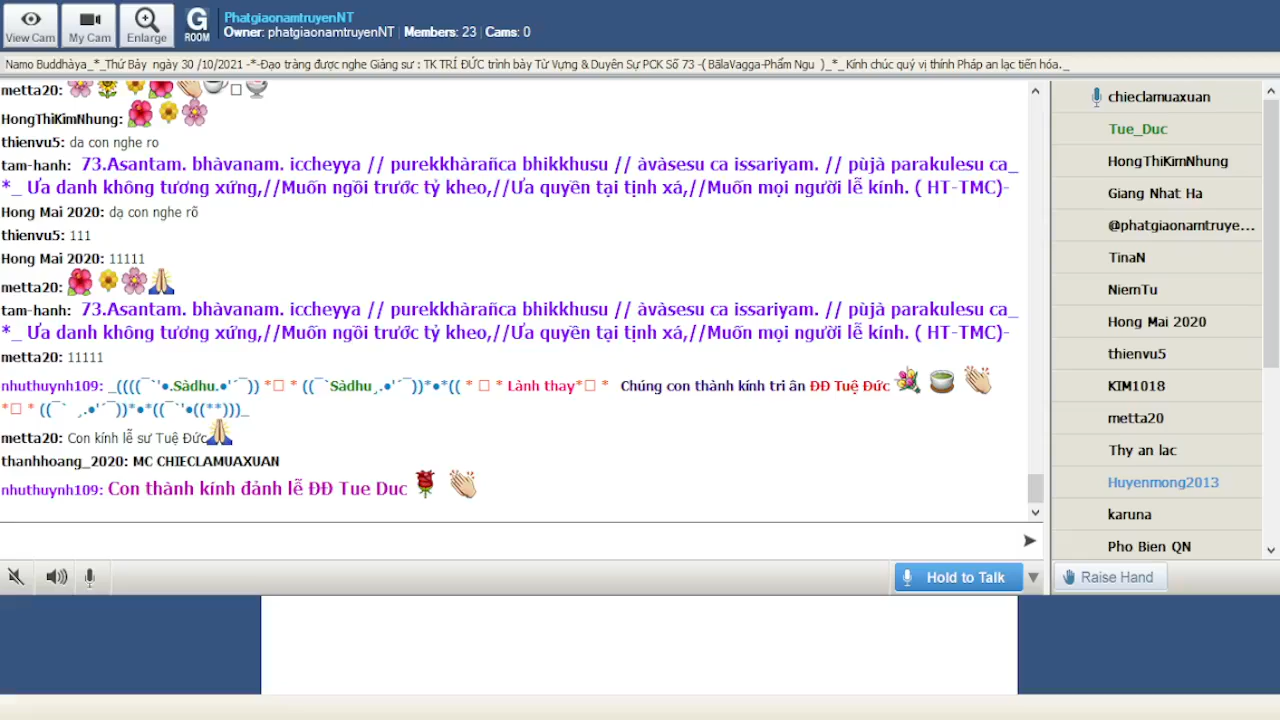 View Cam
My Cam
Enlarge
G
ROOM
PhatgiaonamtruyenNT
Owner: phatgiaonamtruyenNT | Members: 23 | Cams: 0
Namo Buddhàya_*_Thứ Bảy ngày 30 /10/2021 -*-Đạo tràng được nghe Giảng sư : TK TRÍ ĐỨC trình bày Từ Vựng & Duyên Sự PCK Số 73 -( BãlaVagga-Phẩm Ngu )_*_ Kính chúc quý vị thính Pháp an lạc tiến hóa._
metta20:
HongThiKimNhung:
thienvu5: da con nghe ro
tam-hanh: 73.Asantam. bhàvanam. iccheyya // purekkhàrañca bhikkhusu // àvàsesu ca issariyam. // pùjà parakulesu ca_
*_ Ưa danh không tương xứng,//Muốn ngồi trước tỷ kheo,//Ưa quyền tại tịnh xá,//Muốn mọi người lễ kính. ( HT-TMC)-
Hong Mai 2020: dạ con nghe rõ
thienvu5: 111
Hong Mai 2020: 11111
metta20:
tam-hanh: 73.Asantam. bhàvanam. iccheyya // purekkhàrañca bhikkhusu // àvàsesu ca issariyam. // pùjà parakulesu ca_
*_ Ưa danh không tương xứng,//Muốn ngồi trước tỷ kheo,//Ưa quyền tại tịnh xá,//Muốn mọi người lễ kính. ( HT-TMC)-
metta20: 11111
nhuthuynh109: _((((¯`'•.Sàdhu.•'´¯)) *□ * ((¯`Sàdhu¸.•'´¯))*•*(( * □ * Lành thay*□ * Chúng con thành kính tri ân ĐĐ Tuệ Đức
*□ * ((¯` ¸.•'´¯))*•*((¯`'•((**)))_
metta20: Con kính lễ sư Tuệ Đức
thanhhoang_2020: MC CHIECLAMUAXUAN
nhuthuynh109: Con thành kính đảnh lễ ĐĐ Tue Duc
Hold to Talk
chieclamuaxuan
Tue_Duc
HongThiKimNhung
Giang Nhat Ha
@phatgiaonamtruye...
TinaN
NiemTu
Hong Mai 2020
thienvu5
KIM1018
metta20
Thy an lac
Huyenmong2013
karuna
Pho Bien QN
Raise Hand